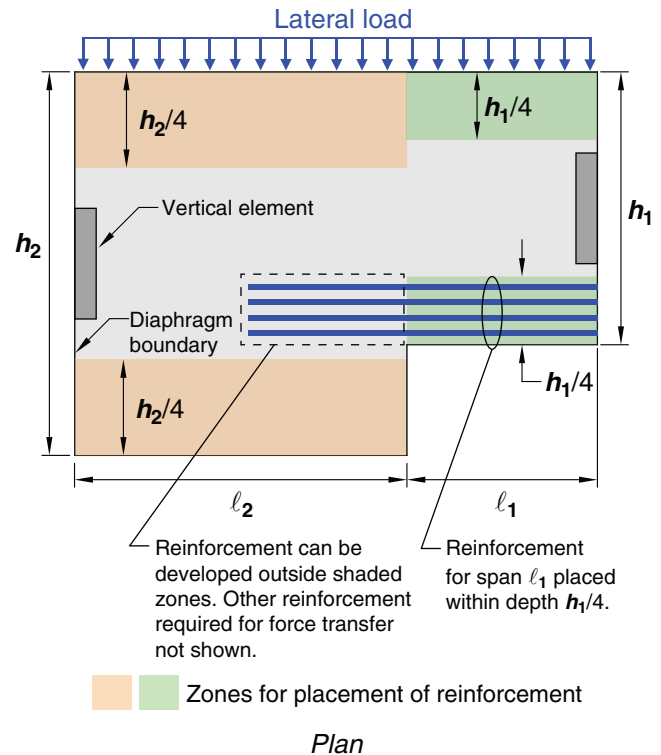 Lateral load
h2/4
h1/4
Vertical element
h2
h1
Diaphragm
boundary
h2/4
h1/4
ℓ2
ℓ1
Reinforcement can be
developed outside shaded
zones. Other reinforcement
required for force transfer
not shown.
Reinforcement
for span ℓ1 placed
within depth h1/4.
Zones for placement of reinforcement
Plan